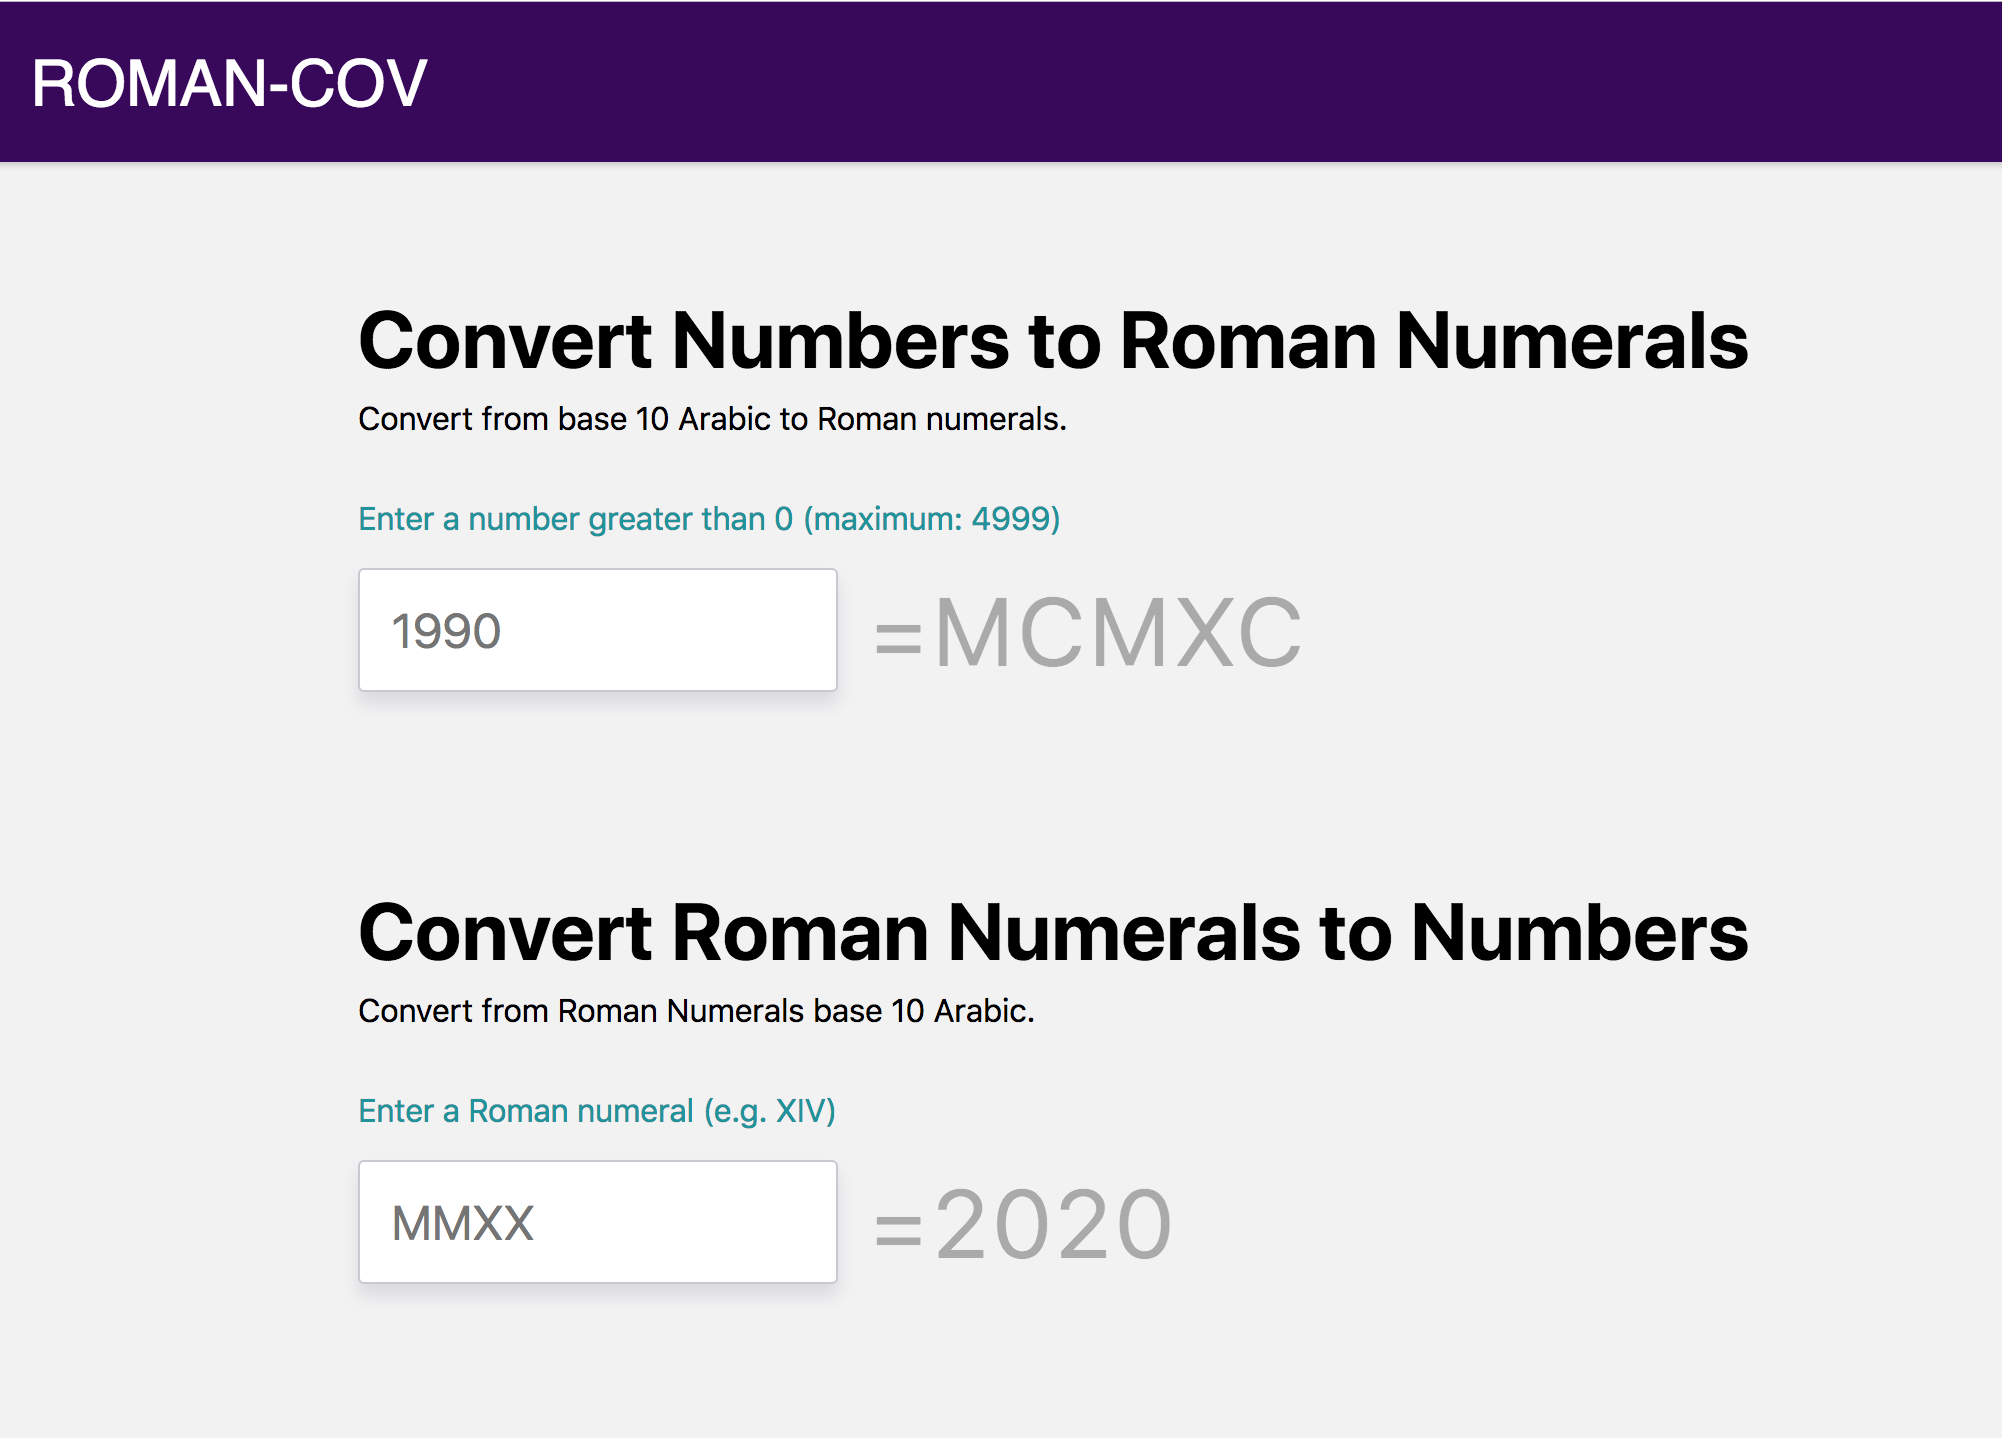 ROMAN-COV
Convert Numbers to Roman Numerals
Convert from base 10 Arabic to Roman numerals.
Enter a number greater than 0 (maximum: 4999)
1990 =MCMXC
Convert Roman Numerals to Numbers
Convert from Roman Numerals base 10 Arabic.
Enter a Roman numeral (e.g. XIV)
MMXX =2020